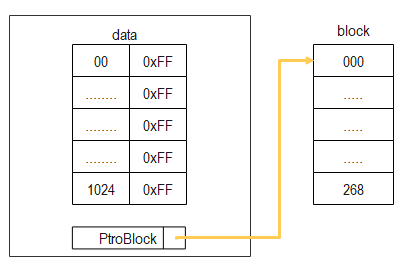 block
data
00 0xFF 000
........ 0xFF .....
........ 0xFF .....
........ 0xFF .....
1024 0xFF 268
PtroBlock